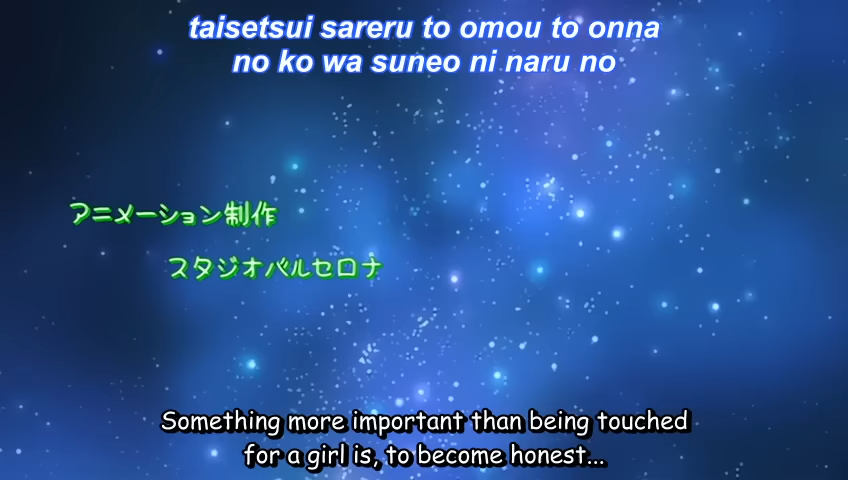 taisetsui sareru to omou to onna
no ko wa suneo ni naru no
アニメーション制作
スタジオバルセロナ
Something more important than being touched
for a girl is, to become honest...